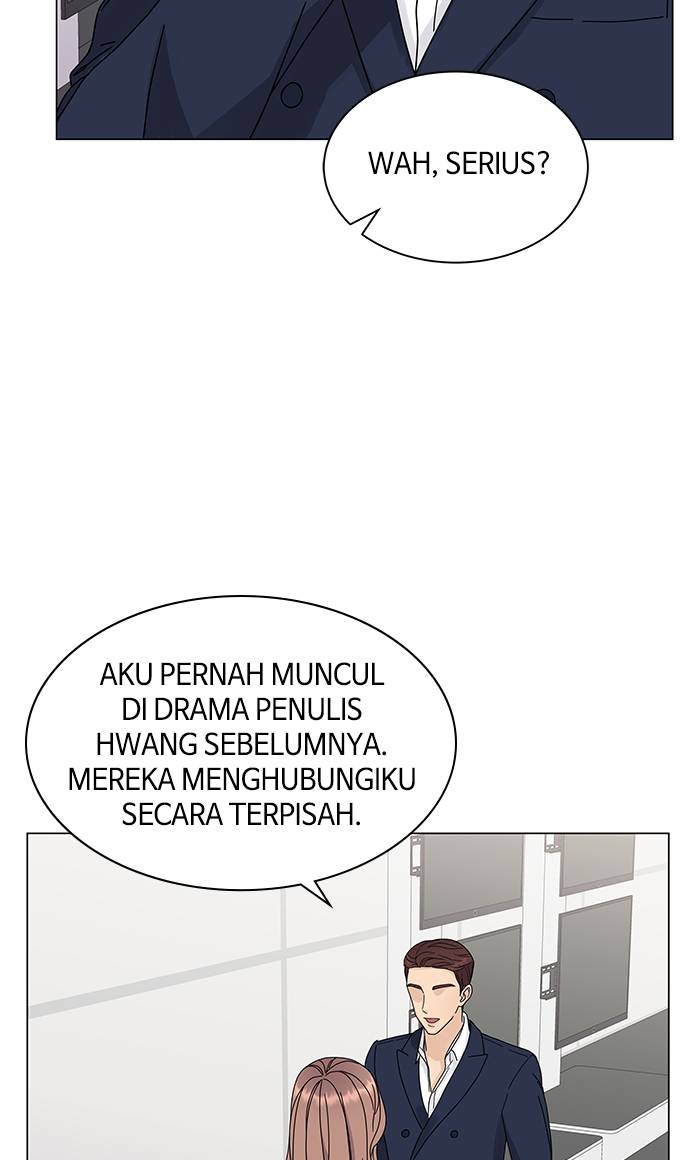 WAH, SERIUS?
AKU PERNAH MUNCUL
DI DRAMA PENULIS
HWANG SEBELUMNYA.
MEREKA MENGHUBUNGIKU
SECARA TERPISAH.